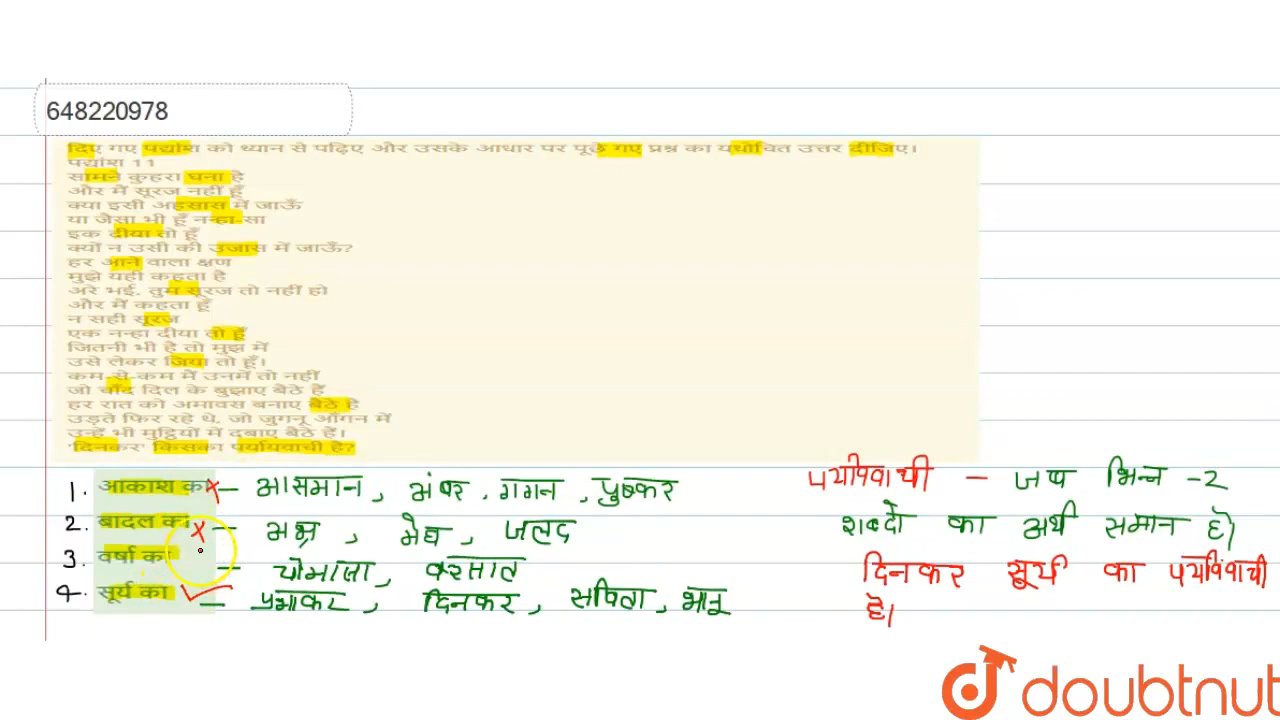 648220978
दिए गए पद्यांश को ध्यान से पढ़िए और उसके आधार पर पूछे गए प्रश्न का यथोचित उत्तर दीजिए।
पद्यांश 11
सामने कुहरा घना है
और मैं सूरज नहीं हूँ
क्या इसी अहसास में जाऊँ
या जैसा भी हूँ नन्हा-सा
इक दीया तो हूँ
क्यों न उसी की उजास में जाऊँ?
हर आने वाला क्षण
मुझे यही कहता है
अरे भई, तुम सूरज तो नहीं हो
और मैं कहता हूँ
न सही सूरज
एक नन्हा दीया तो हूँ
जितनी भी है तो मुझ में
उसे लेकर जिया तो हूँ।
कम-से-कम मैं उनमें तो नहीं
जो चाँद दिल के बुझाए बैठे हैं
हर रात को अमावस बनाए बैठे हैं
उड़ते फिर रहे थे, जो जुगनू आँगन में
उन्हें भी मुट्ठियों में दबाए बैठे हैं।
'दिनकर' किसका पर्यायवाची है?
1. आकाश का x – आसमान, अंबर, गगन, पुष्कर
2. बादल का x – अभ्र, मेघ, जलद
3. वर्षा का – चौमासा, बरसात
4. सूर्य का ✓ – प्रभाकर, दिनकर, सविता, भानू
पर्यायवाची – जब भिन्न -2
शब्दो का अर्थ समान हो
दिनकर सूर्य का पर्यायवाची
है।
doubtnut